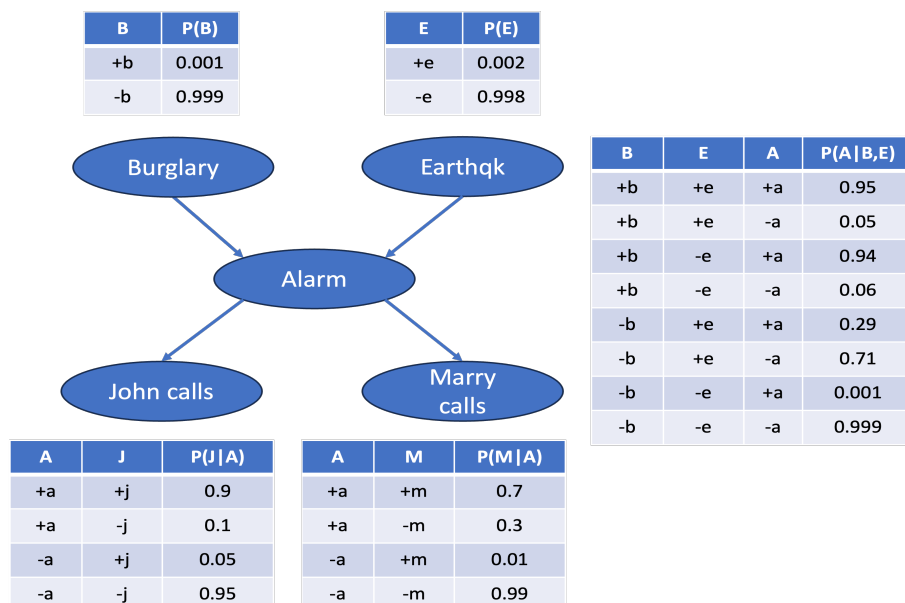 B P(B)
+b 0.001
-b 0.999
E P(E)
+e 0.002
-e 0.998
Burglary
Earthqk
Alarm
John calls
Marry
calls
B E A P(A|B,E)
+b +e +a 0.95
+b +e -a 0.05
+b -e +a 0.94
+b -e -a 0.06
-b +e +a 0.29
-b +e -a 0.71
-b -e +a 0.001
-b -e -a 0.999
A J P(J|A)
+a +j 0.9
+a -j 0.1
-a +j 0.05
-a -j 0.95
A M P(M|A)
+a +m 0.7
+a -m 0.3
-a +m 0.01
-a -m 0.99